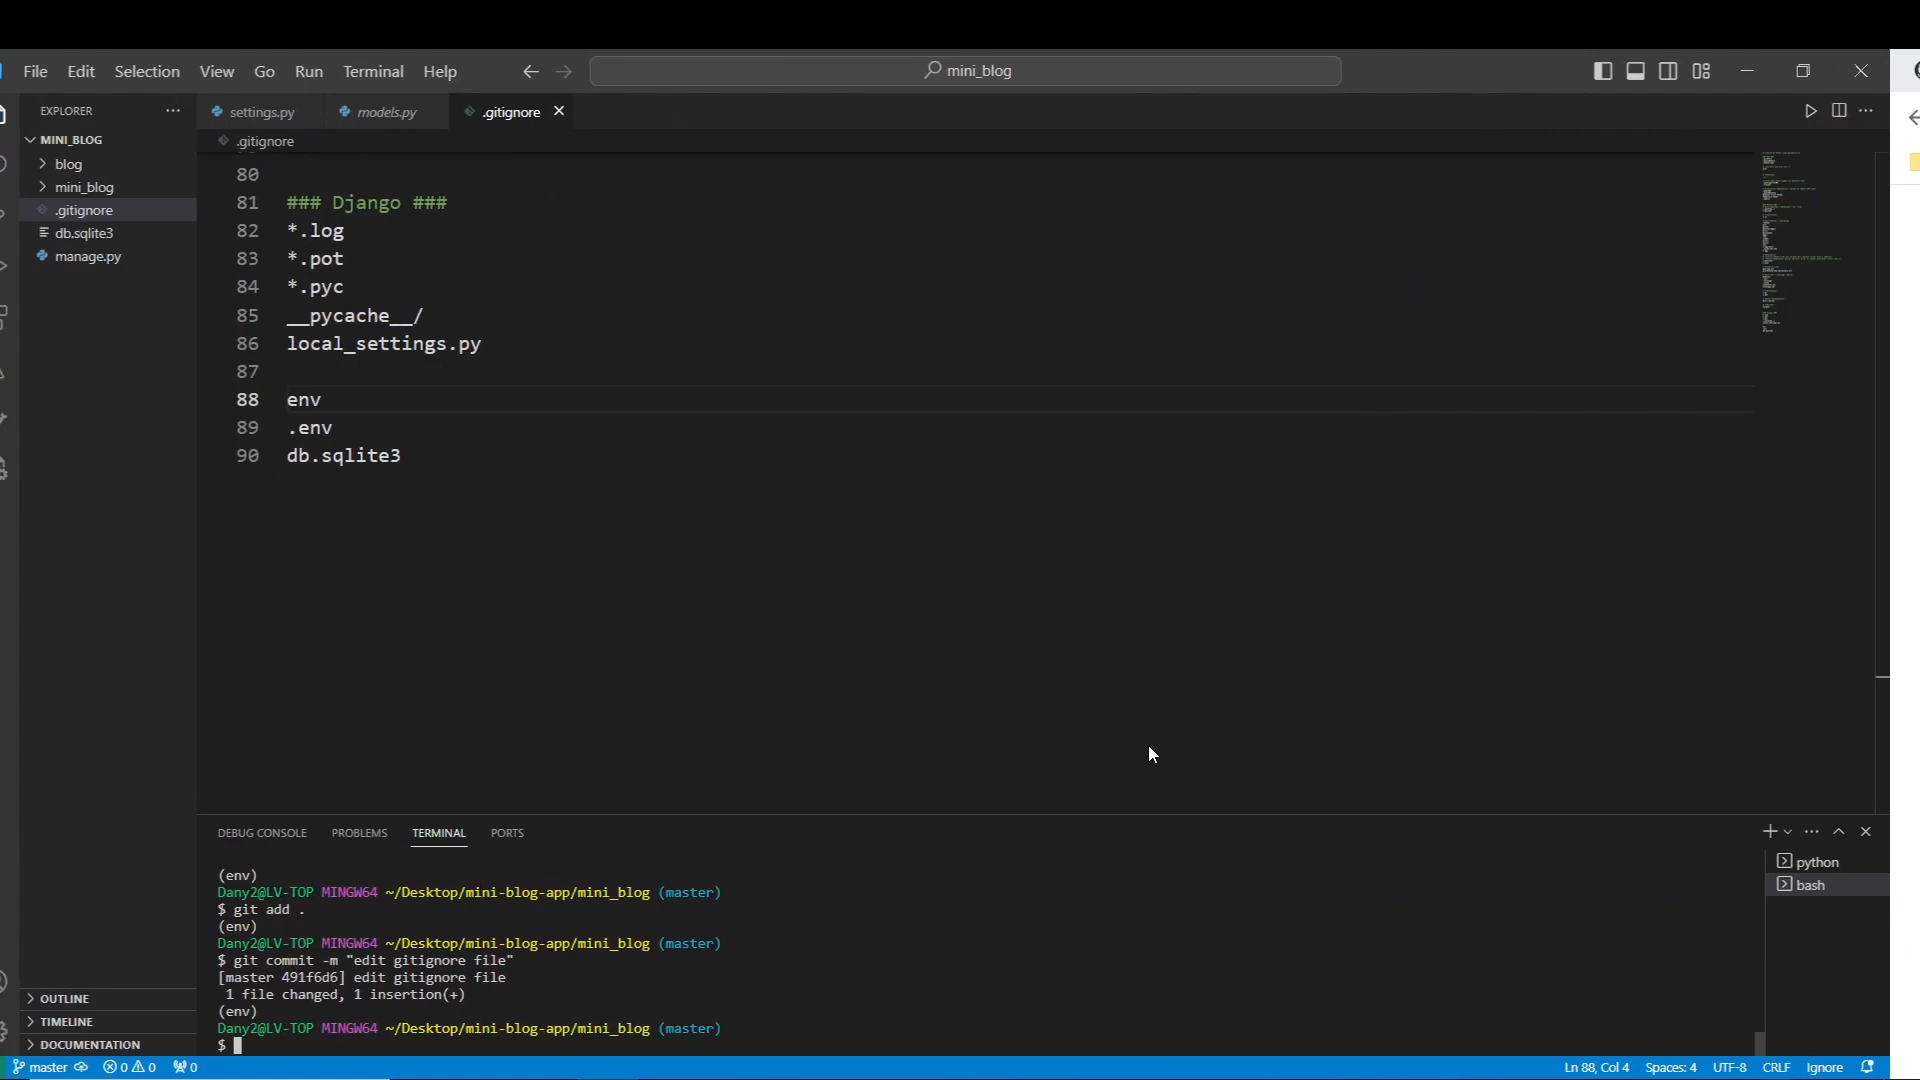 File Edit Selection View Go Run Terminal Help
mini_blog
EXPLORER
settings.py
models.py
.gitignore
MINI_BLOG
.gitignore
blog
mini_blog
.gitignore
db.sqlite3
manage.py
80
81 ### Django ###
82 *.log
83 *.pot
84 *.pyc
85 __pycache__/
86 local_settings.py
87
88 env
89 .env
90 db.sqlite3
DEBUG CONSOLE PROBLEMS TERMINAL PORTS
python
bash
(env)
Dany2@LV-TOP MINGW64 ~/Desktop/mini-blog-app/mini_blog (master)
$ git add .
(env)
Dany2@LV-TOP MINGW64 ~/Desktop/mini-blog-app/mini_blog (master)
$ git commit -m "edit gitignore file"
[master 491f6d6] edit gitignore file
1 file changed, 1 insertion(+)
(env)
Dany2@LV-TOP MINGW64 ~/Desktop/mini-blog-app/mini_blog (master)
$
OUTLINE
TIMELINE
DOCUMENTATION
master 0 0 0 Ln 88, Col 4 Spaces: 4 UTF-8 CRLF Ignore